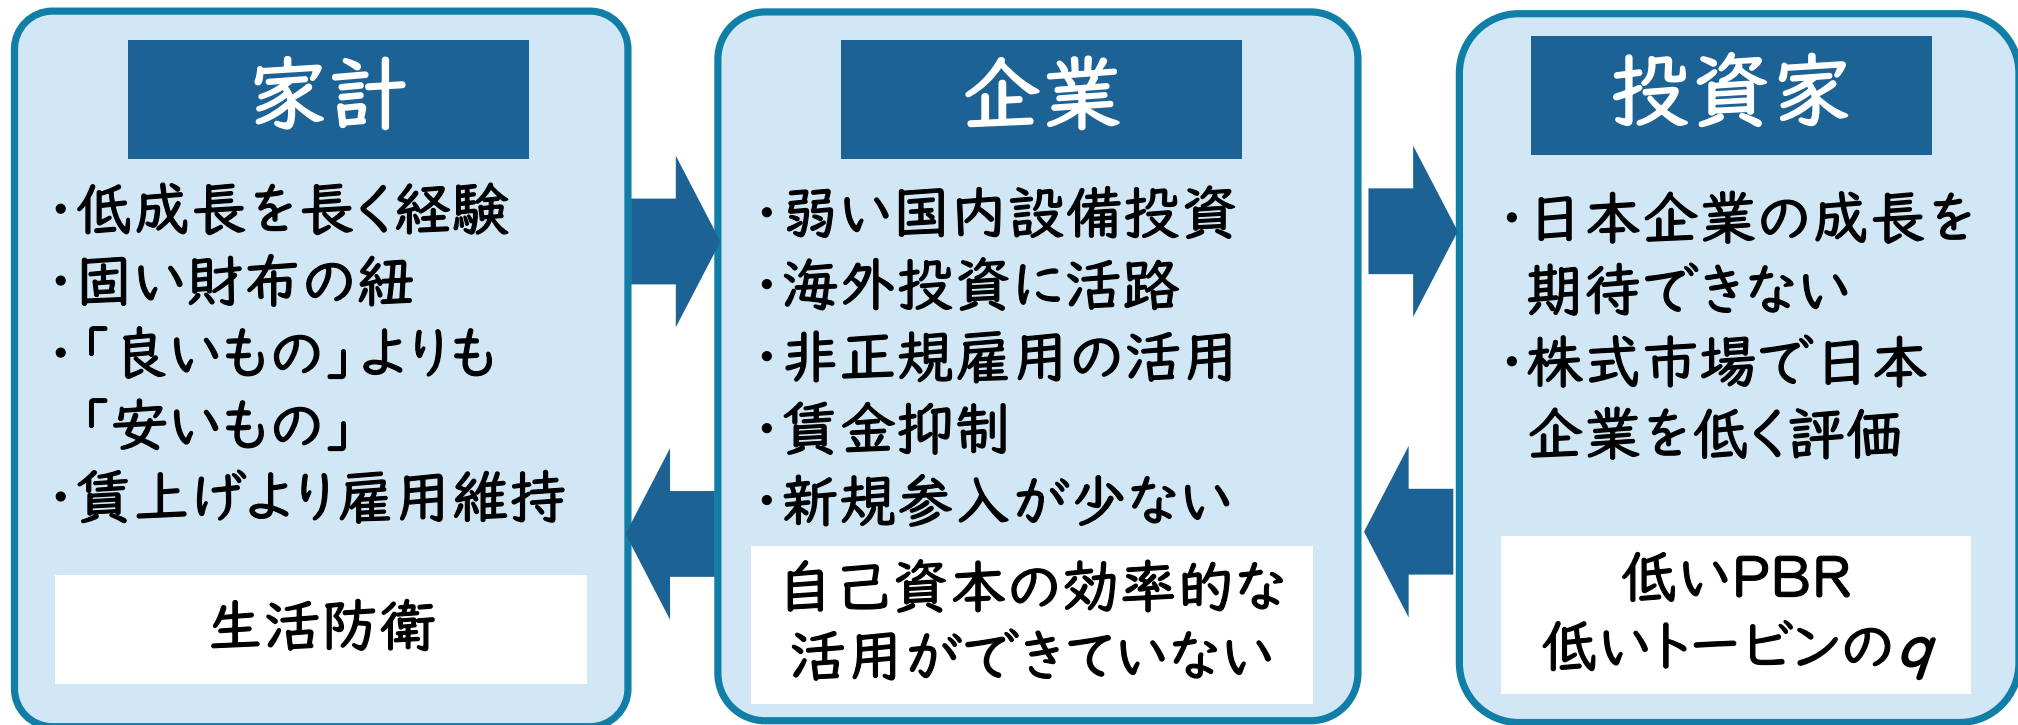 家計
・低成長を長く経験
・固い財布の紐
・「良いもの」よりも
「安いもの」
・賃上げより雇用維持
生活防衛
企業
・弱い国内設備投資
・海外投資に活路
・非正規雇用の活用
・賃金抑制
・新規参入が少ない
自己資本の効率的な
活用ができていない
投資家
・日本企業の成長を
期待できない
・株式市場で日本
企業を低く評価
低いPBR
低いトービンのq